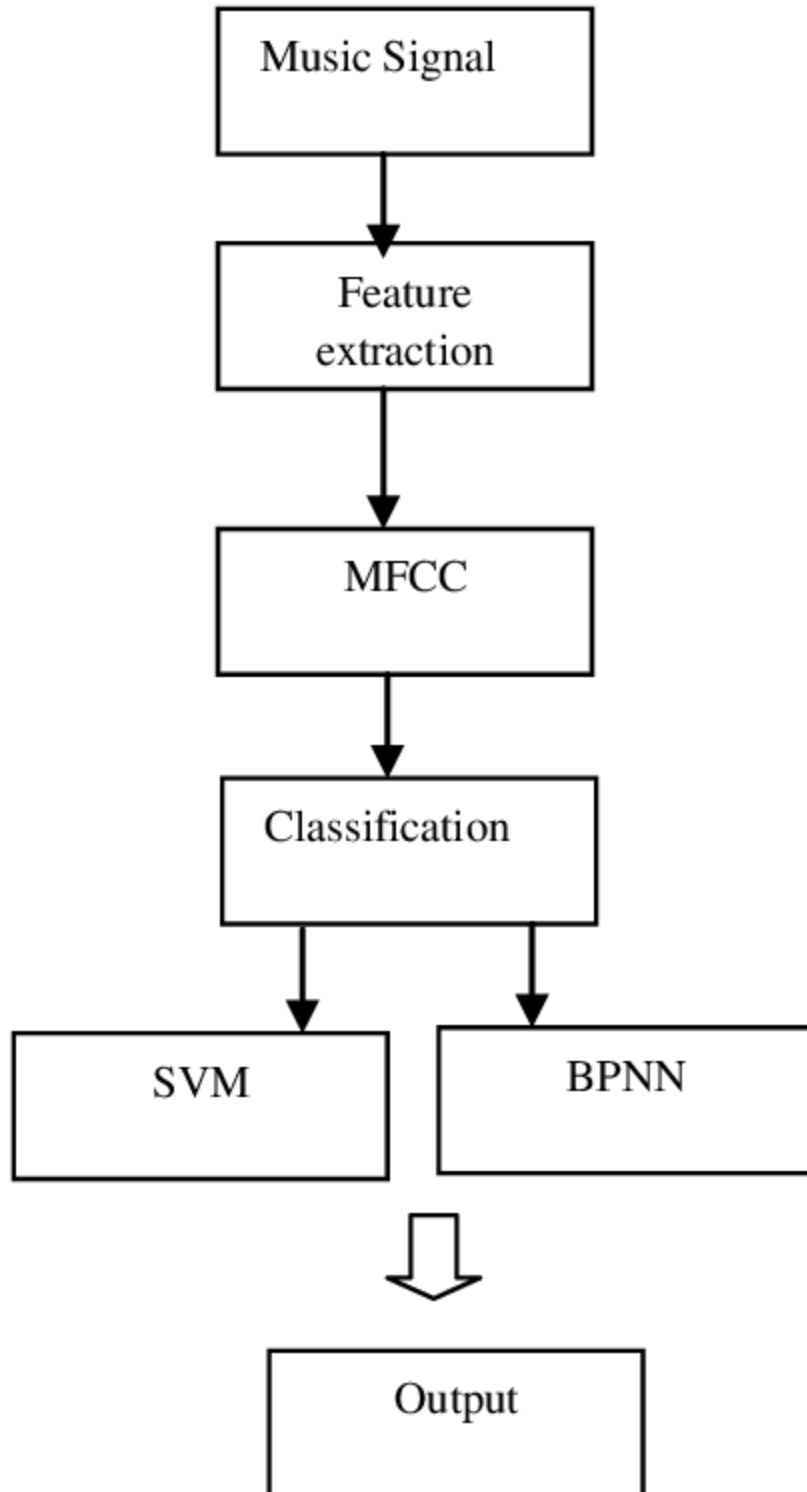 Music Signal
Feature
extraction
MFCC
Classification
SVM
BPNN
Output